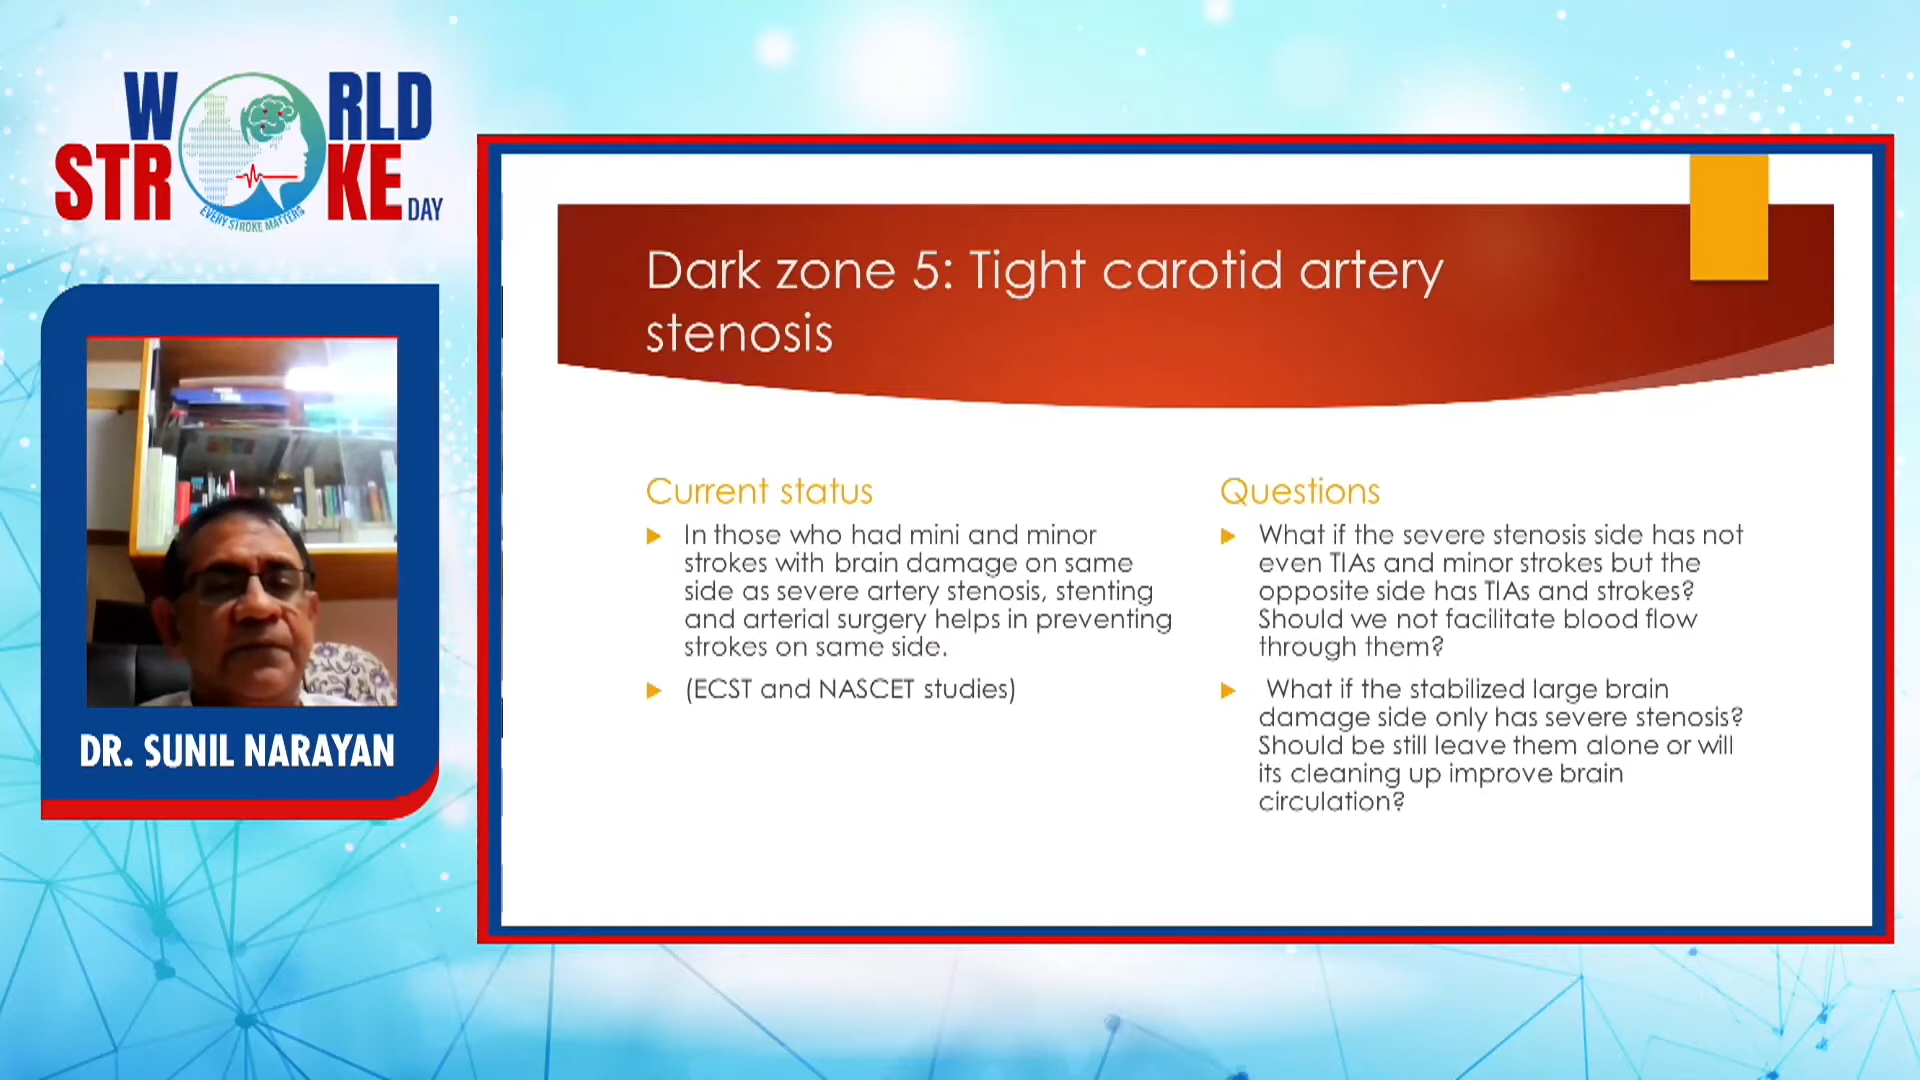 WORLD
STROKE DAY
EVERY STROKE MATTERS
DR. SUNIL NARAYAN
Dark zone 5: Tight carotid artery
stenosis
Current status
In those who had mini and minor
strokes with brain damage on same
side as severe artery stenosis, stenting
and arterial surgery helps in preventing
strokes on same side.
(ECST and NASCET studies)
Questions
What if the severe stenosis side has not
even TIAs and minor strokes but the
opposite side has TIAs and strokes?
Should we not facilitate blood flow
through them?
What if the stabilized large brain
damage side only has severe stenosis?
Should be still leave them alone or will
its cleaning up improve brain
circulation?